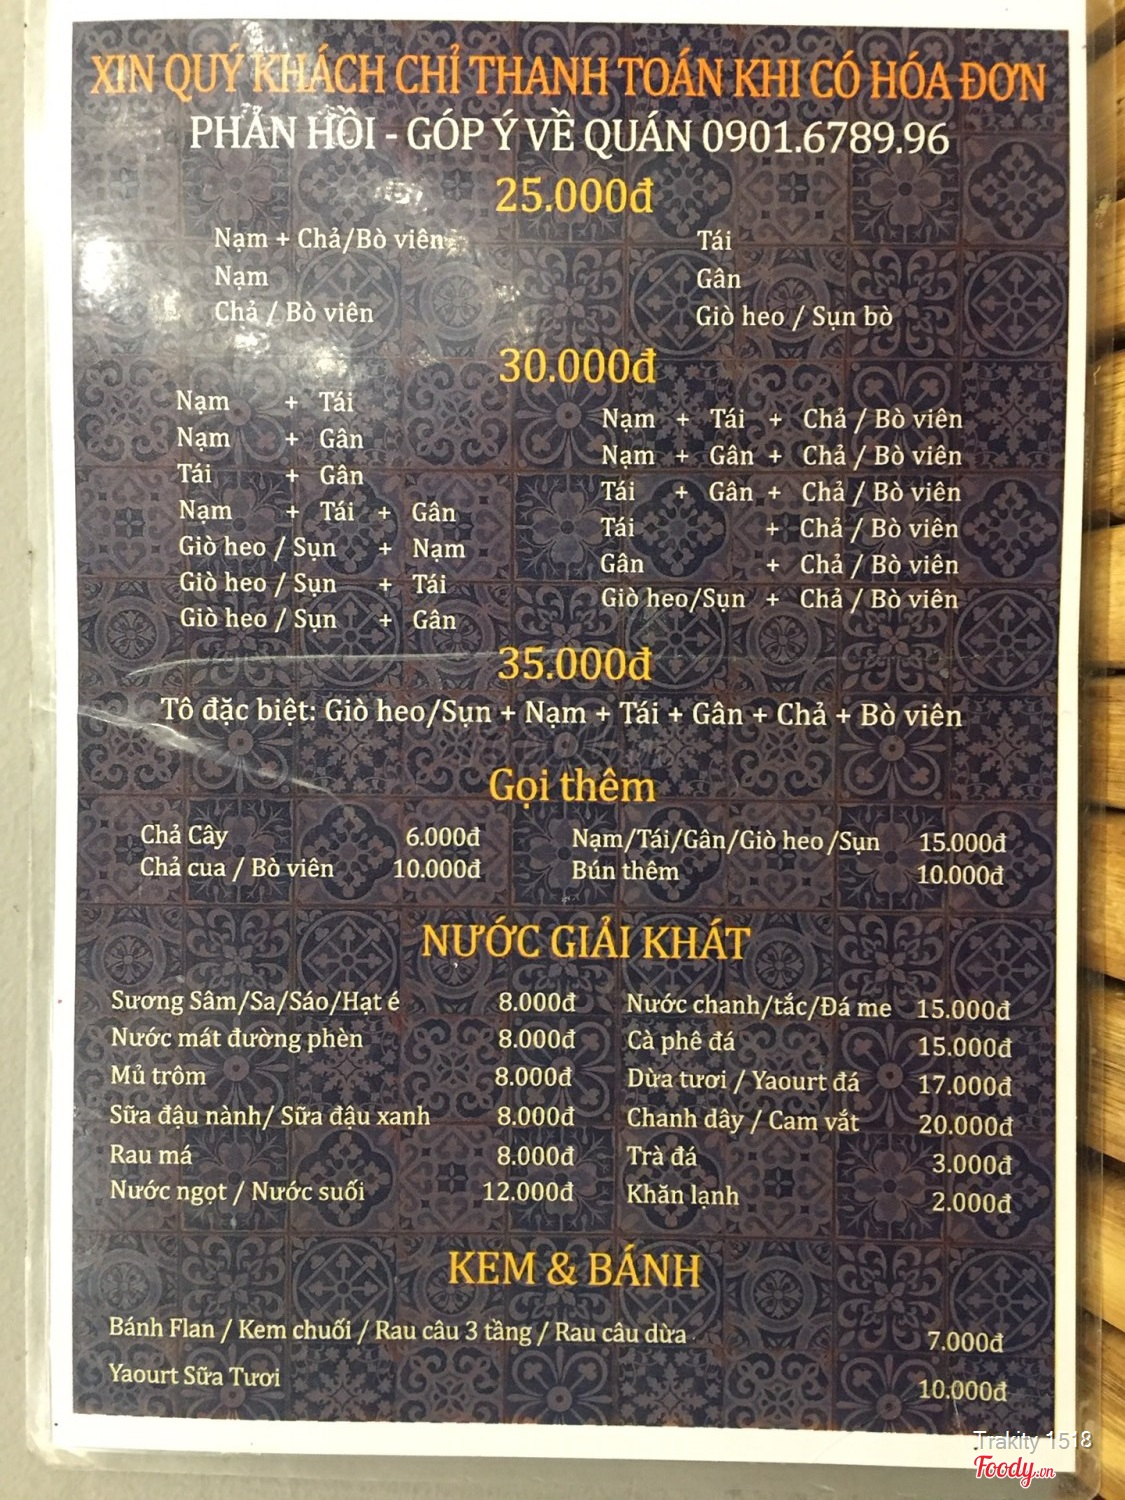 XIN QUÝ KHÁCH CHỈ THANH TOÁN KHI CÓ HÓA ĐƠN
PHẢN HỒI - GÓP Ý VỀ QUÁN 0901.6789.96
25.000đ
Nạm + Chả/Bò viên
Nạm
Chả / Bò viên
Tái
Gân
Giò heo / Sụn bò
30.000đ
Nạm + Tái
Nạm + Gân
Tái + Gân
Nạm + Tái + Gân
Giò heo / Sụn + Nạm
Giò heo / Sụn + Tái
Giò heo / Sụn + Gân
Nạm + Tái + Chả / Bò viên
Nạm + Gân + Chả / Bò viên
Tái + Gân + Chả / Bò viên
Tái + Chả / Bò viên
Gân + Chả / Bò viên
Giò heo/Sụn + Chả / Bò viên
35.000đ
Tô đặc biệt: Giò heo/Sụn + Nạm + Tái + Gân + Chả + Bò viên
Gọi thêm
Chả Cây 6.000đ
Chả cua / Bò viên 10.000đ
Nạm/Tái/Gân/Giò heo /Sụn 15.000đ
Bún thêm 10.000đ
NƯỚC GIẢI KHÁT
Sương Sâm/Sa/Sáo/Hạt é 8.000đ
Nước mát đường phèn 8.000đ
Mủ trôm 8.000đ
Sữa đậu nành/ Sữa đậu xanh 8.000đ
Rau má 8.000đ
Nước ngọt / Nước suối 12.000đ
Nước chanh/tắc/Đá me 15.000đ
Cà phê đá 15.000đ
Dừa tươi / Yaourt đá 17.000đ
Chanh dây / Cam vắt 20.000đ
Trà đá 3.000đ
Khăn lạnh 2.000đ
KEM & BÁNH
Bánh Flan / Kem chuối / Rau câu 3 tầng / Rau câu dừa 7.000đ
Yaourt Sữa Tươi 10.000đ
Trakity 1518
Foody.vn